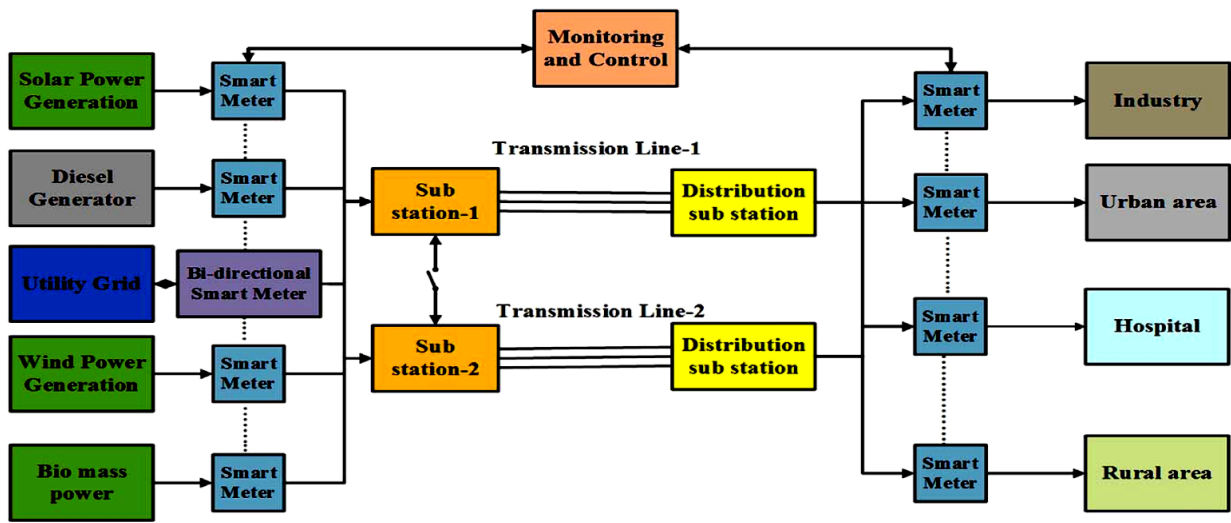 Monitoring
and Control
Solar Power
Generation
Smart
Meter
Smart
Meter
Industry
Transmission Line-1
Diesel
Generator
Smart
Meter
Sub
station-1
Distribution
sub station
Smart
Meter
Urban area
Utility Grid
Bi-directional
Smart Meter
Transmission Line-2
Smart
Meter
Hospital
Wind Power
Generation
Smart
Meter
Sub
station-2
Distribution
sub station
Bio mass
power
Smart
Meter
Smart
Meter
Rural area